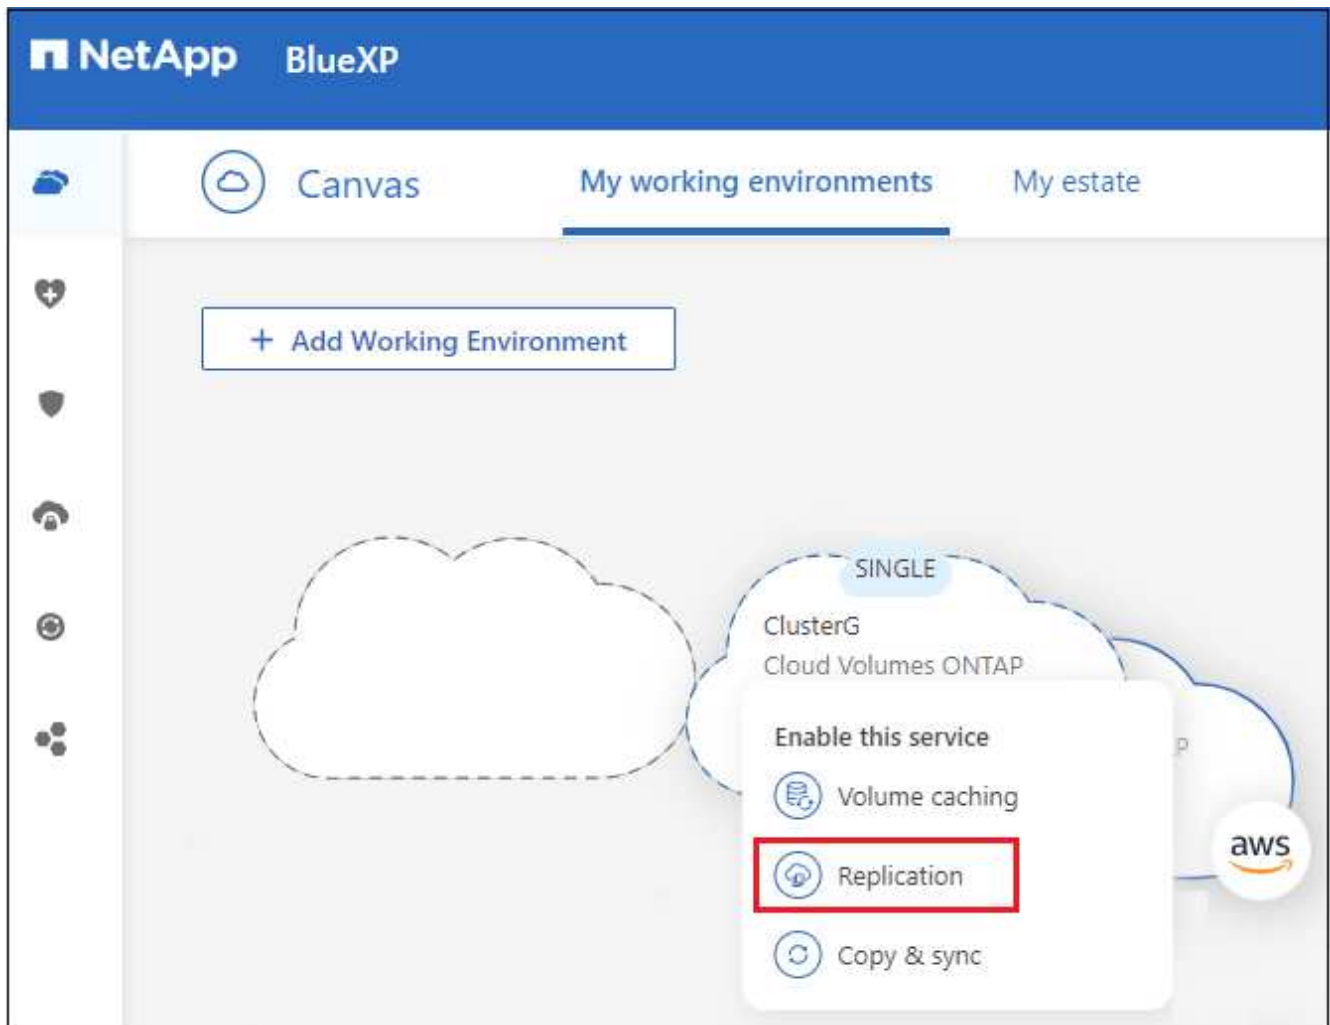 NetApp BlueXP
Canvas My working environments My estate
+ Add Working Environment
SINGLE
ClusterG
Cloud Volumes ONTAP
Enable this service
P
Volume caching
aws
Replication
Copy & sync